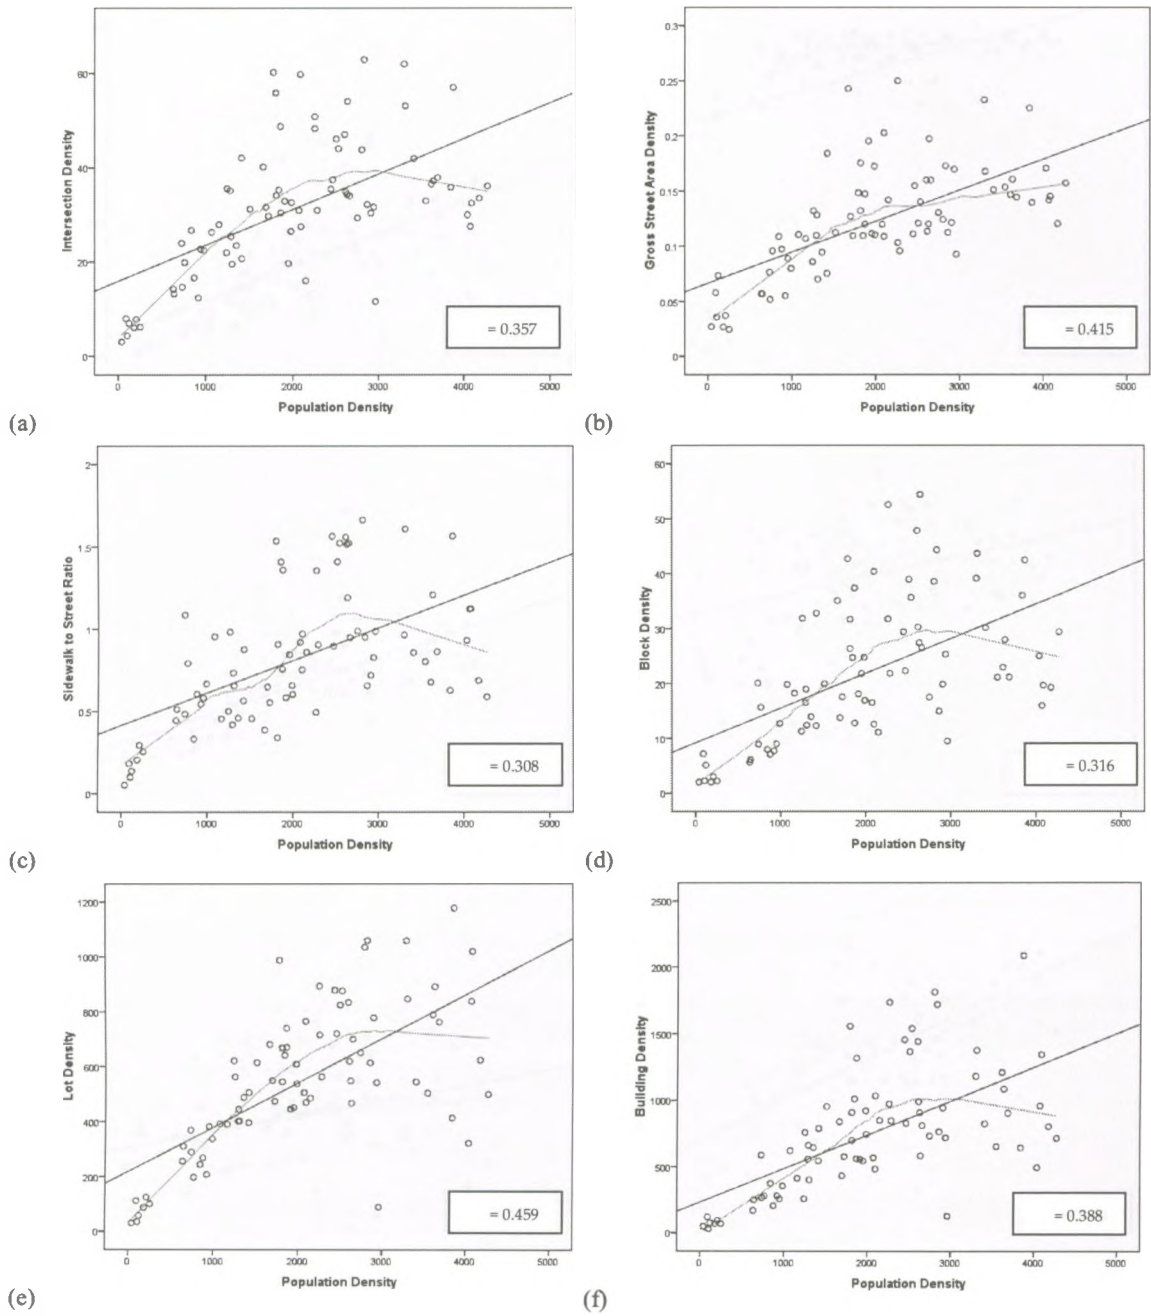 60
40
20
0
Intersection Density
= 0.357
0 1000 2000 3000 4000 5000
Population Density
(a)
0.3
0.25
0.2
0.15
0.1
0.05
0
Gross Street Area Density
= 0.415
0 1000 2000 3000 4000 5000
Population Density
(b)
2
1.5
1
0.5
0
Sidewalk to Street Ratio
= 0.308
0 1000 2000 3000 4000 5000
Population Density
(c)
60
50
40
30
20
10
0
Block Density
= 0.316
0 1000 2000 3000 4000 5000
Population Density
(d)
1200
1000
800
600
400
200
0
Lot Density
= 0.459
0 1000 2000 3000 4000 5000
Population Density
(e)
2500
2000
1500
1000
500
0
Building Density
= 0.388
0 1000 2000 3000 4000 5000
Population Density
(f)